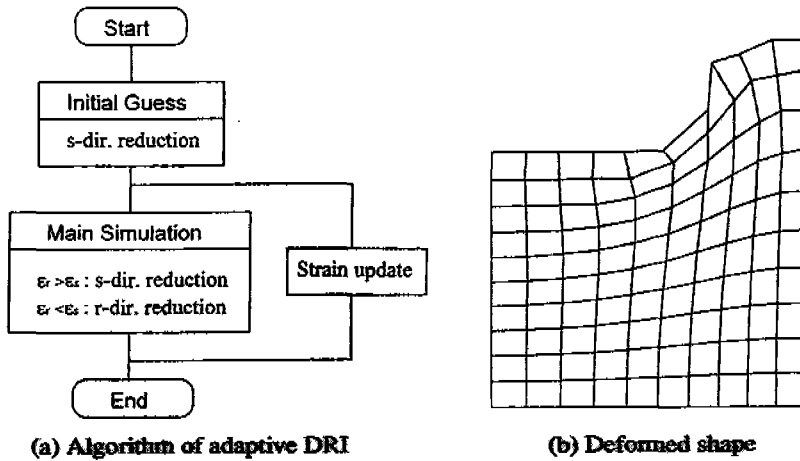 Start
Initial Guess
s-dir. reduction
Main Simulation
εr >εs : s-dir. reduction
εr <εs : r-dir. reduction
Strain update
End
(a) Algorithm of adaptive DRI
(b) Deformed shape